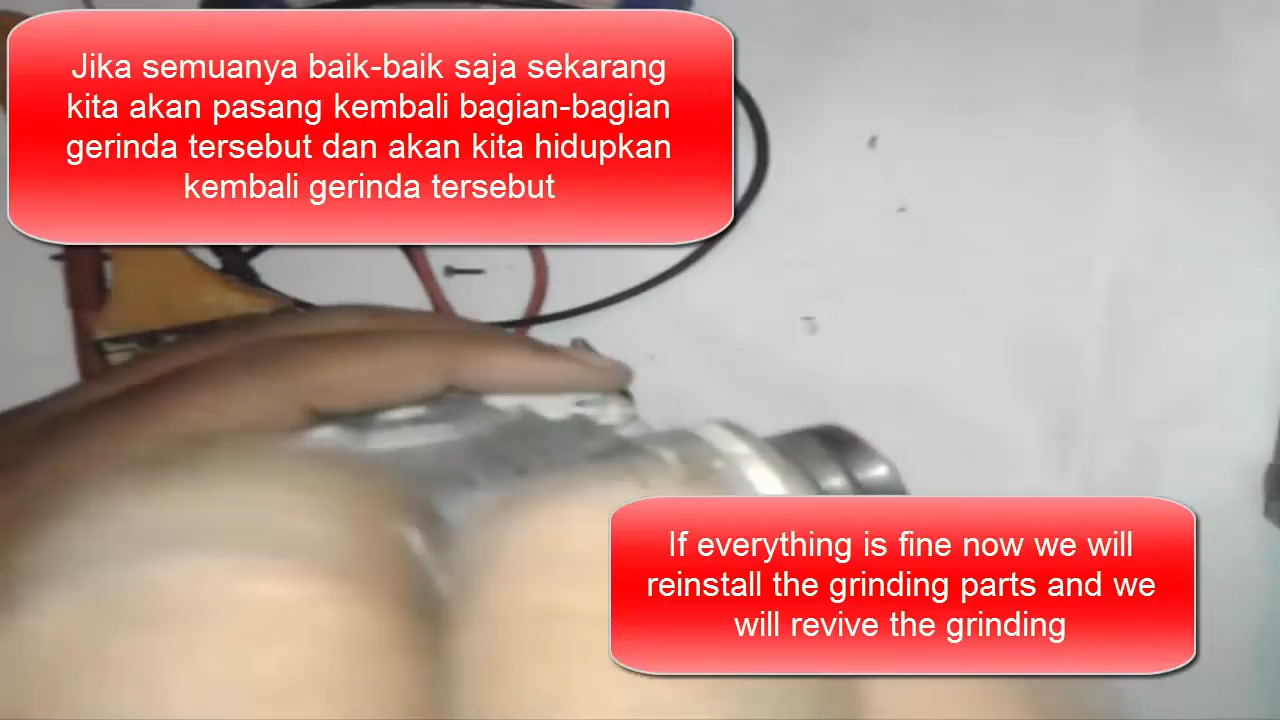 Jika semuanya baik-baik saja sekarang
kita akan pasang kembali bagian-bagian
gerinda tersebut dan akan kita hidupkan
kembali gerinda tersebut
If everything is fine now we will
reinstall the grinding parts and we
will revive the grinding